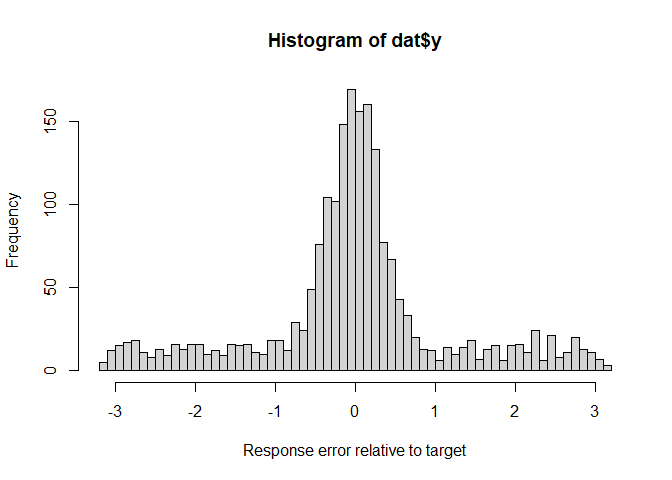 Histogram of dat$y
Frequency
150
100
50
0
-3 -2 -1 0 1 2 3
Response error relative to target